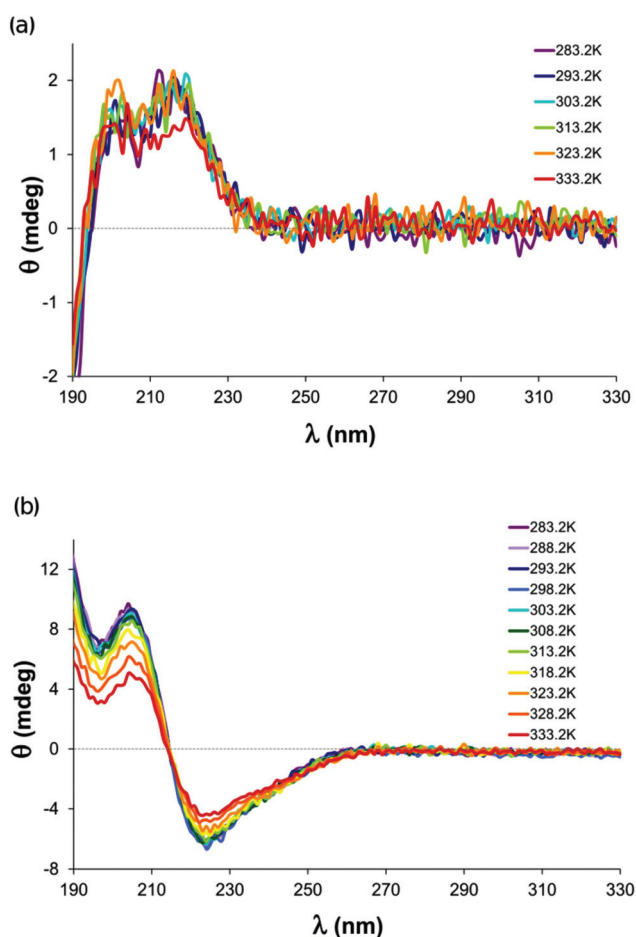 (a)
2
1
0
-1
-2
θ (mdeg)
190 210 230 250 270 290 310 330
λ (nm)
283.2K
293.2K
303.2K
313.2K
323.2K
333.2K
(b)
12
8
4
0
-4
-8
θ (mdeg)
190 210 230 250 270 290 310 330
λ (nm)
283.2K
288.2K
293.2K
298.2K
303.2K
308.2K
313.2K
318.2K
323.2K
328.2K
333.2K